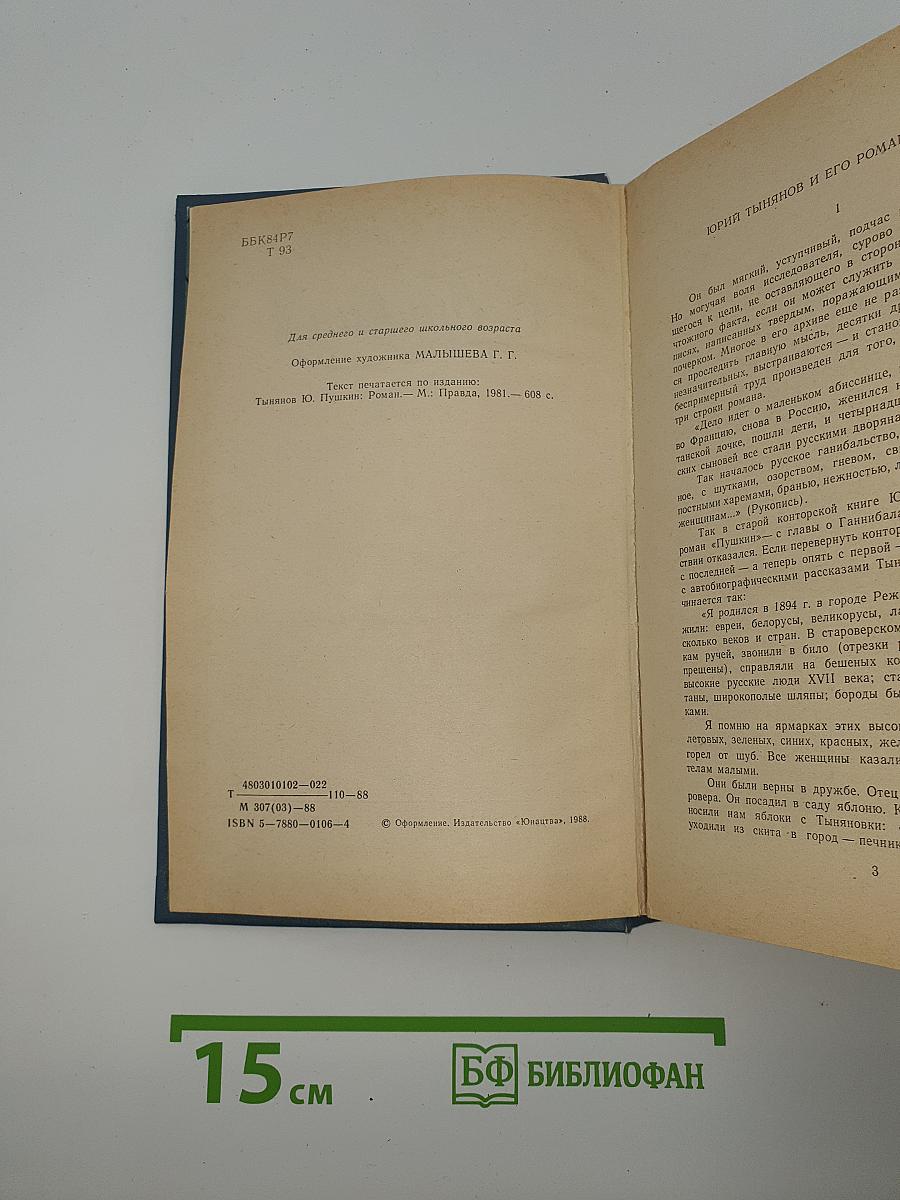 ББК84Р7
Т 93
Для среднего и старшего школьного возраста
Оформление художника МАЛЫШЕВА Г. Г.
Текст печатается по изданию:
Тынянов Ю. Пушкин: Роман.— М.: Правда, 1981.— 608 с.
4803010102—022
Т 110—88
М 307(03)—88
ISBN 5—7880—0106—4
© Оформление. Издательство «Юнацтва», 1988.
ЮРИЙ ТЫНЯНОВ И ЕГО РОМАН
I
Он был мягкий, уступчивый, подчас
Но могучая воля исследователя, сурово
щегося к цели, не оставляющего в сторон
чтожного факта, если он может служить
писях, написанных твердым, поражающим
почерком. Многое в его архиве еще не раз
ся проследить главную мысль, десятки др
незначительных, выстраиваются — и стано
беспримерный труд произведен для того,
три строки романа.
«Дело идет о маленьком абиссинце,
во Францию, снова в Россию, женился н
танской дочке, пошли дети, и четырнадц
ских сыновей все стали русскими дворяна
Так началось русское ганибальство,
ное, с шутками, озорством, гневом, св
постными харемами, бранью, нежностью, л
женщинам...» (Рукопись).
Так в старой конторской книге Ю
роман «Пушкин»— с главы о Ганнибал
ствии отказался. Если перевернуть контор
с последней — а теперь опять с первой —
с автобиографическими рассказами Тын
чинается так:
«Я родился в 1894 г. в городе Реж
жили: евреи, белорусы, великорусы, ла
сколько веков и стран. В староверском
кам ручей, звонили в било (отрезки р
прещены), справляли на бешеных ко
высокие русские люди XVII века; ста
таны, широкополые шляпы; бороды бы
ками.
Я помню на ярмарках этих высо
летовых, зеленых, синих, красных, жел
горел от шуб. Все женщины казали
телам малыми.
Они были верны в дружбе. Отец
ровера. Он посадил в саду яблоню. К
носили нам яблоки с Тыняновки:
уходили из скита в город — печник
3
15 см
БФ БИБЛИОФАН